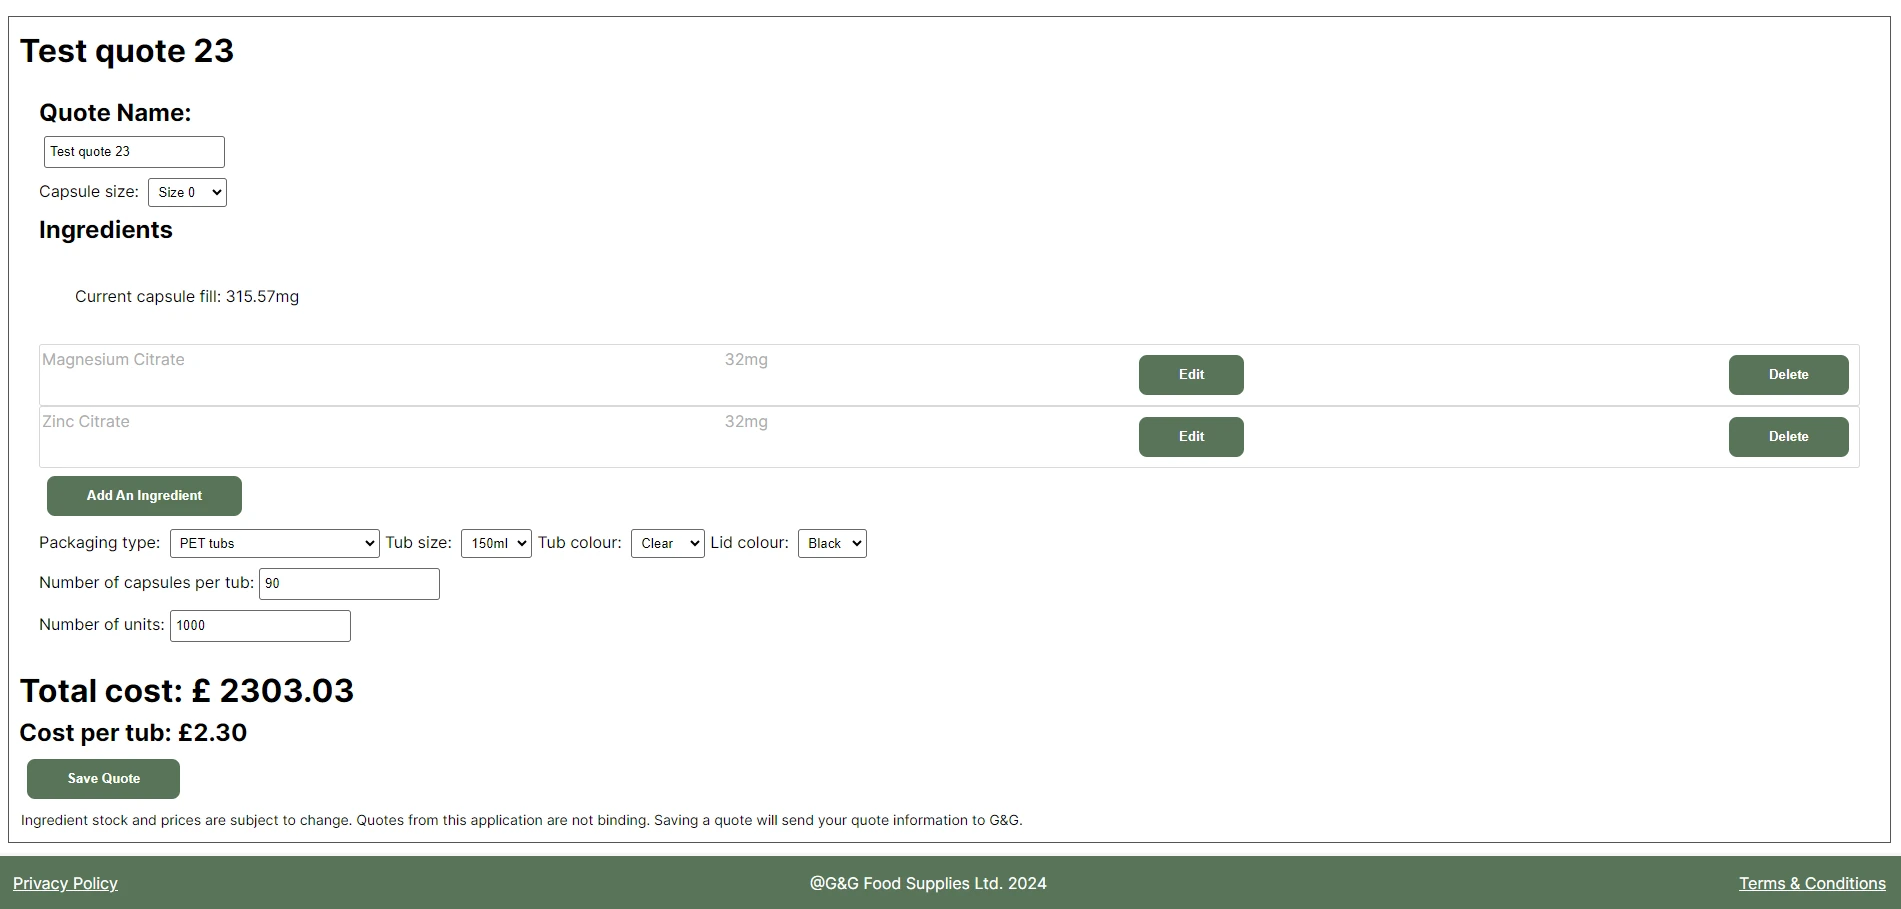 Test quote 23
Quote Name:
Test quote 23
Capsule size: Size 0
Ingredients
Current capsule fill: 315.57mg
Magnesium Citrate 32mg Edit Delete
Zinc Citrate 32mg Edit Delete
Add An Ingredient
Packaging type: PET tubs Tub size: 150ml Tub colour: Clear Lid colour: Black
Number of capsules per tub: 90
Number of units: 1000
Total cost: £ 2303.03
Cost per tub: £2.30
Save Quote
Ingredient stock and prices are subject to change. Quotes from this application are not binding. Saving a quote will send your quote information to G&G.
Privacy Policy @G&G Food Supplies Ltd. 2024 Terms & Conditions